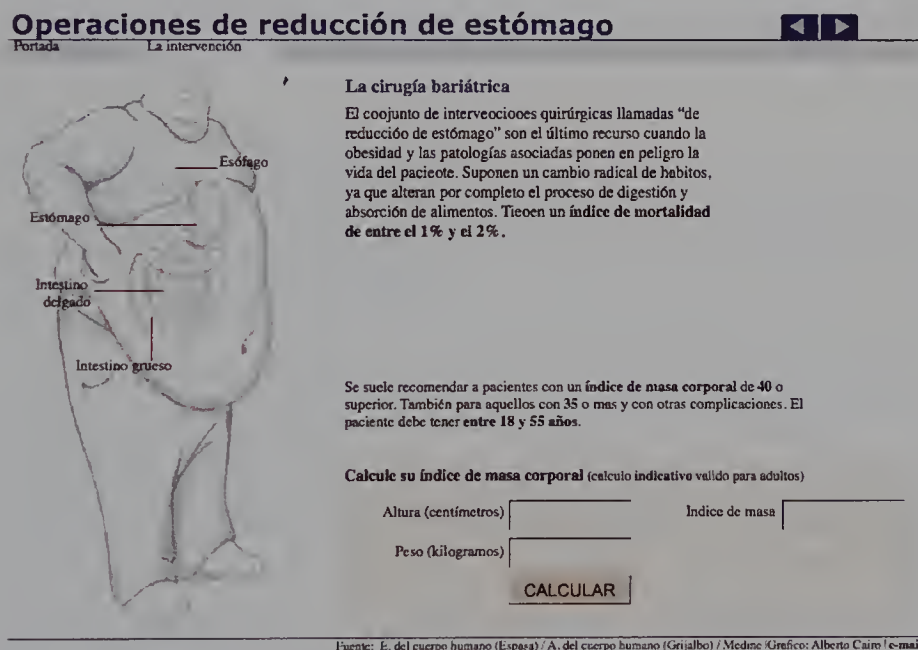 Operaciones de reducción de estómago
Portada La intervención
La cirugía bariátrica
El coojunto de interveociooes quirúrgicas llamadas "de
reduccióo de estómago" son el último recurso cuando la
obesidad y las patologías asociadas ponen en peligro la
vida del pacieote. Suponen un cambio radical de habitos,
ya que alteran por completo el proceso de digestión y
absorción de alimentos. Tieoen un índice de mortalidad
de entre el 1% y el 2%.
Esófago
Estómago
Intestino
delgado
Intestino grueso
Se suele recomendar a pacientes con un índice de masa corporal de 40 o
superior. También para aquellos con 35 o mas y con otras complicaciones. El
paciente debe tener entre 18 y 55 años.
Calcule su índice de masa corporal (calculo indicativo valido para adultos)
Altura (centímetros)
Indice de masa
Peso (kilogramos)
CALCULAR
Fuente: E. del cuerpo humano (Espasa) / A. del cuerpo humano (Grijalbo) / Medine /Grafico: Alberto Cairo / e-mai